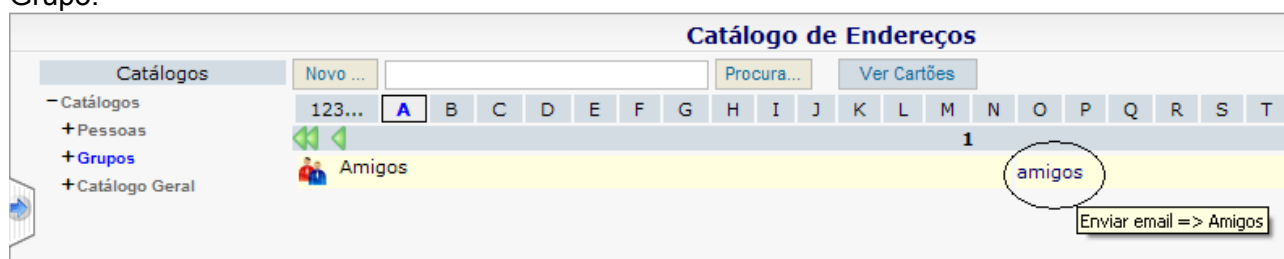 Grupo.
Catálogo de Endereços
Catálogos
Novo ...
Procura...
Ver Cartões
Catálogos
Pessoas
Grupos
Catálogo Geral
123... A B C D E F G H I J K L M N O P Q R S T
1
Amigos
amigos
Enviar email => Amigos